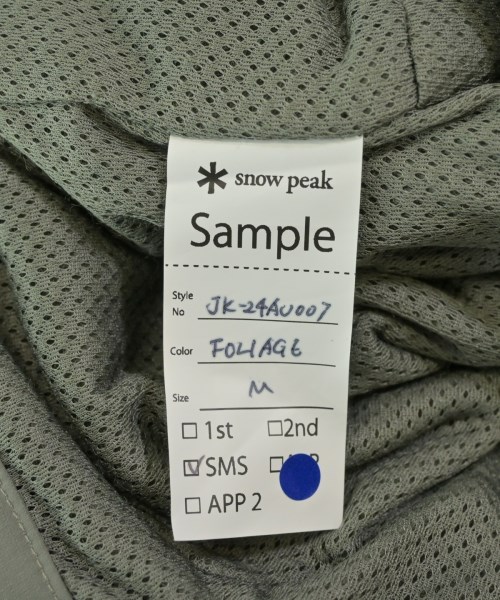 snow peak
Sample
Style No JK-24AU007
Color FOLIAGE
Size M
☐ 1st ☐ 2nd
☑ SMS ☐
☐ APP 2